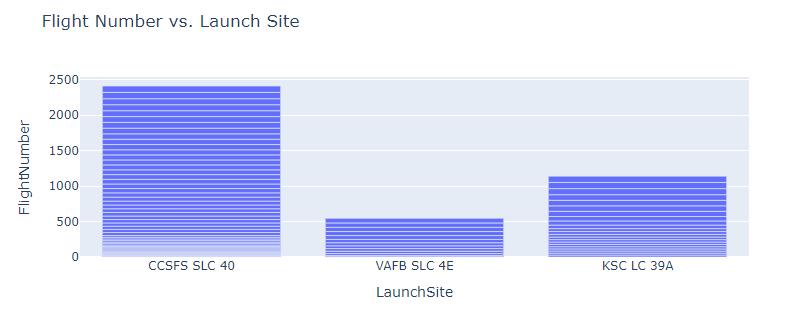 Flight Number vs. Launch Site
2500
2000
1500
1000
500
0
FlightNumber
CCSFS SLC 40
VAFB SLC 4E
KSC LC 39A
LaunchSite